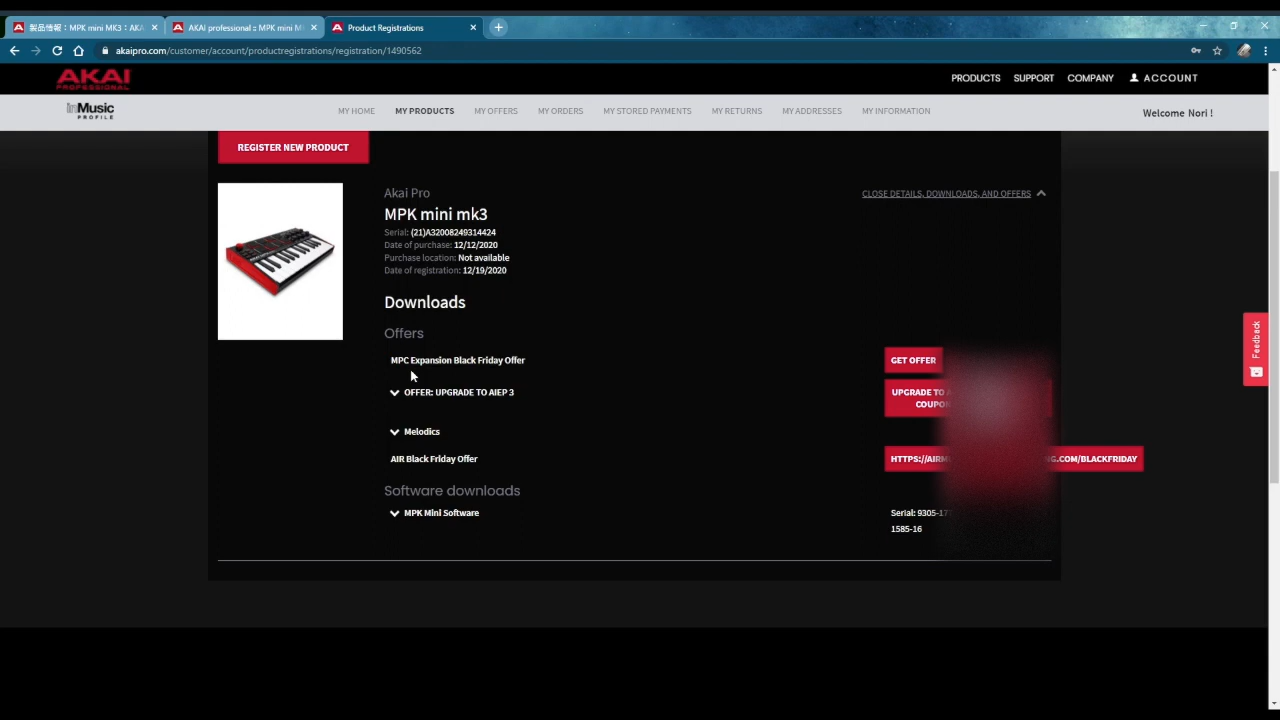 製品情報：MPK mini MK3：AKA
AKAI professional :: MPK mini M
Product Registrations
akaipro.com/customer/account/productregistrations/registration/1490562
AKAI
PROFESSIONAL
PRODUCTS SUPPORT COMPANY ACCOUNT
inMusic
PROFILE
MY HOME MY PRODUCTS MY OFFERS MY ORDERS MY STORED PAYMENTS MY RETURNS MY ADDRESSES MY INFORMATION
Welcome Nori !
REGISTER NEW PRODUCT
Akai Pro
CLOSE DETAILS, DOWNLOADS, AND OFFERS
MPK mini mk3
Serial: (21)A32008249314424
Date of purchase: 12/12/2020
Purchase location: Not available
Date of registration: 12/19/2020
Downloads
Offers
MPC Expansion Black Friday Offer
GET OFFER
OFFER: UPGRADE TO AIEP 3
UPGRADE TO A
COUPON
Melodics
AIR Black Friday Offer
HTTPS://AIRM G.COM/BLACKFRIDAY
Software downloads
MPK Mini Software
Serial: 9305-17
1585-16
Feedback